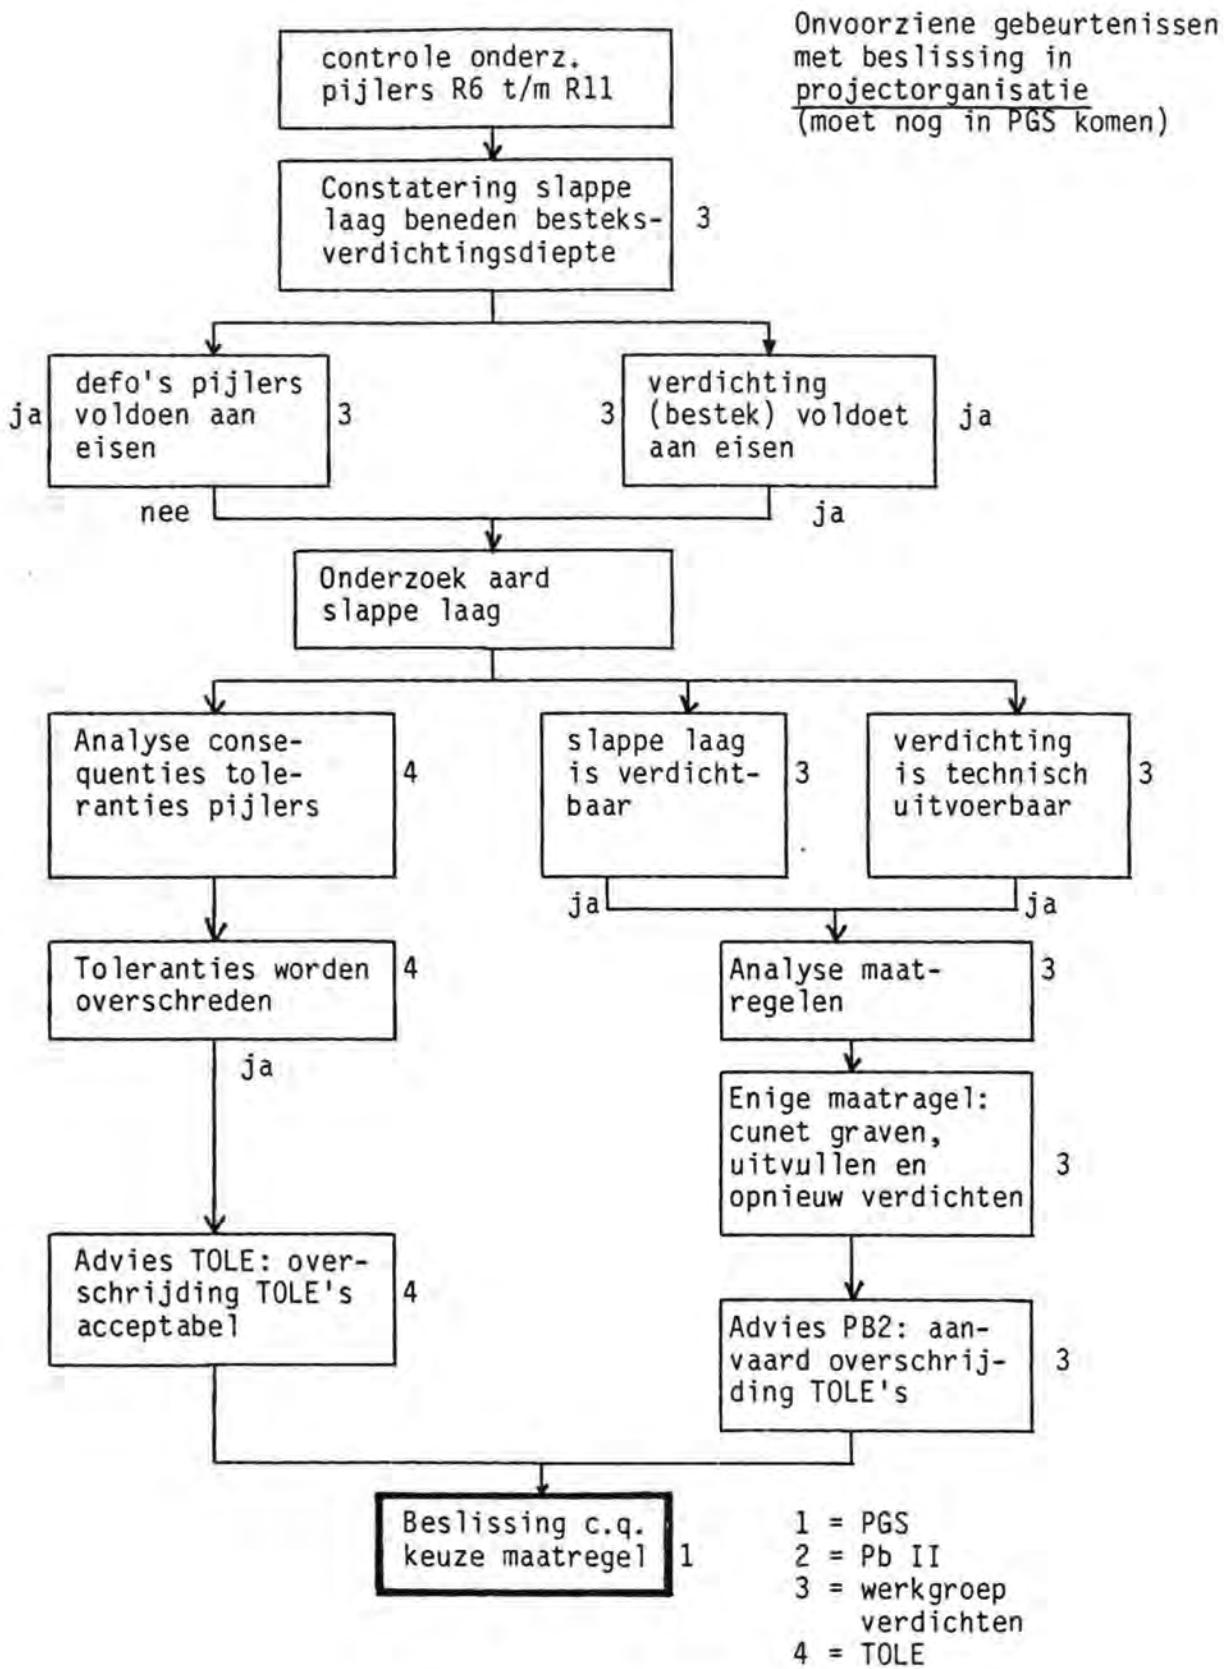 Onvoorziene gebeurtenissen
met beslissing in
projectorganisatie
(moet nog in PGS komen)
controle onderz.
pijlers R6 t/m R11
Constatering slappe
laag beneden besteks-
verdichtingsdiepte
3
ja
defo's pijlers
voldoen aan
eisen
3
nee
3
verdichting
(bestek) voldoet
aan eisen
ja
ja
Onderzoek aard
slappe laag
Analyse conse-
quenties tole-
ranties pijlers
4
slappe laag
is verdicht-
baar
3
ja
verdichting
is technisch
uitvoerbaar
3
ja
Toleranties worden
overschreden
4
ja
Analyse maat-
regelen
3
Enige maatragel:
cunet graven,
uitvullen en
opnieuw verdichten
3
Advies TOLE: over-
schrijding TOLE's
acceptabel
4
Advies PB2: aan-
vaard overschrij-
ding TOLE's
3
Beslissing c.q.
keuze maatregel
1
1 = PGS
2 = Pb II
3 = werkgroep
verdichten
4 = TOLE